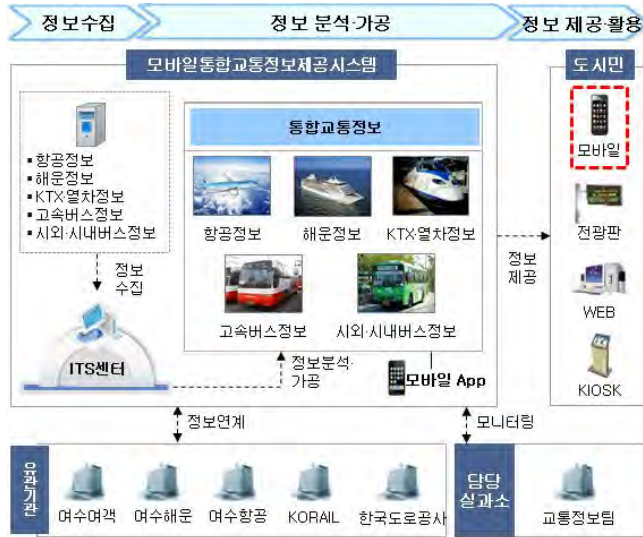 정보수집
정보 분석·가공
정보 제공·활용
모바일통합교통정보제공시스템
▪ 항공정보
▪ 해운정보
▪ KTX·열차정보
▪ 고속버스정보
▪ 시외·시내버스정보
정보
수집
ITS센터
통합교통정보
항공정보
해운정보
KTX·열차정보
고속버스정보
시외·시내버스정보
정보분석·
가공
모바일 App
정보
제공
도시민
모바일
전광판
WEB
KIOSK
정보연계
모니터링
유관기관
여수여객
여수해운
여수항공
KORAIL
한국도로공사
담당
실과소
교통정보팀